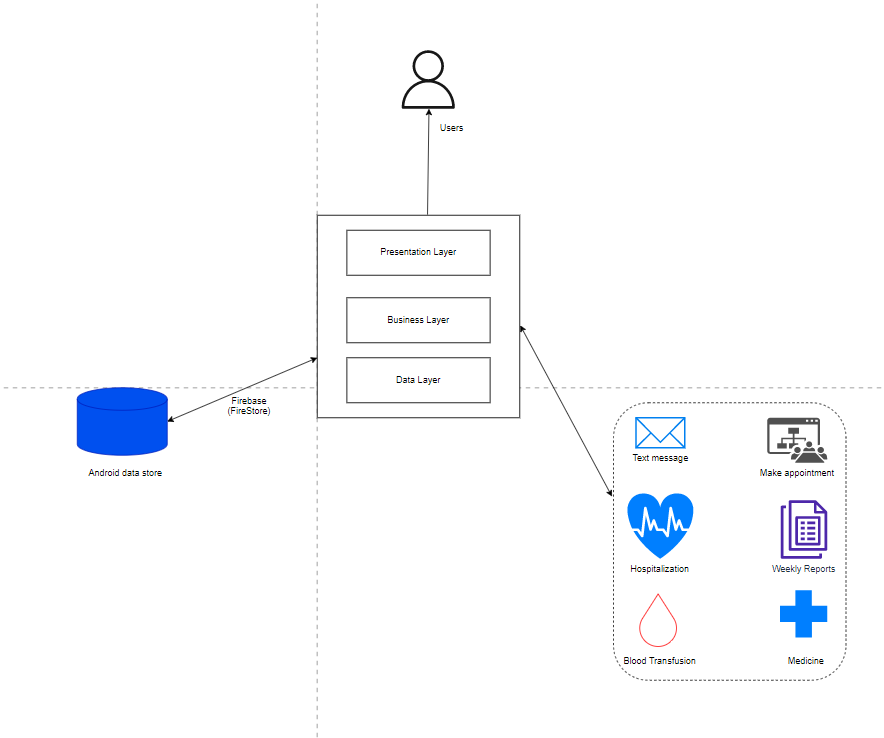 Users
Presentation Layer
Business Layer
Data Layer
Firebase
(FireStore)
Android data store
Text message
Make appointment
Hospitalization
Weekly Reports
Blood Transfusion
Medicine